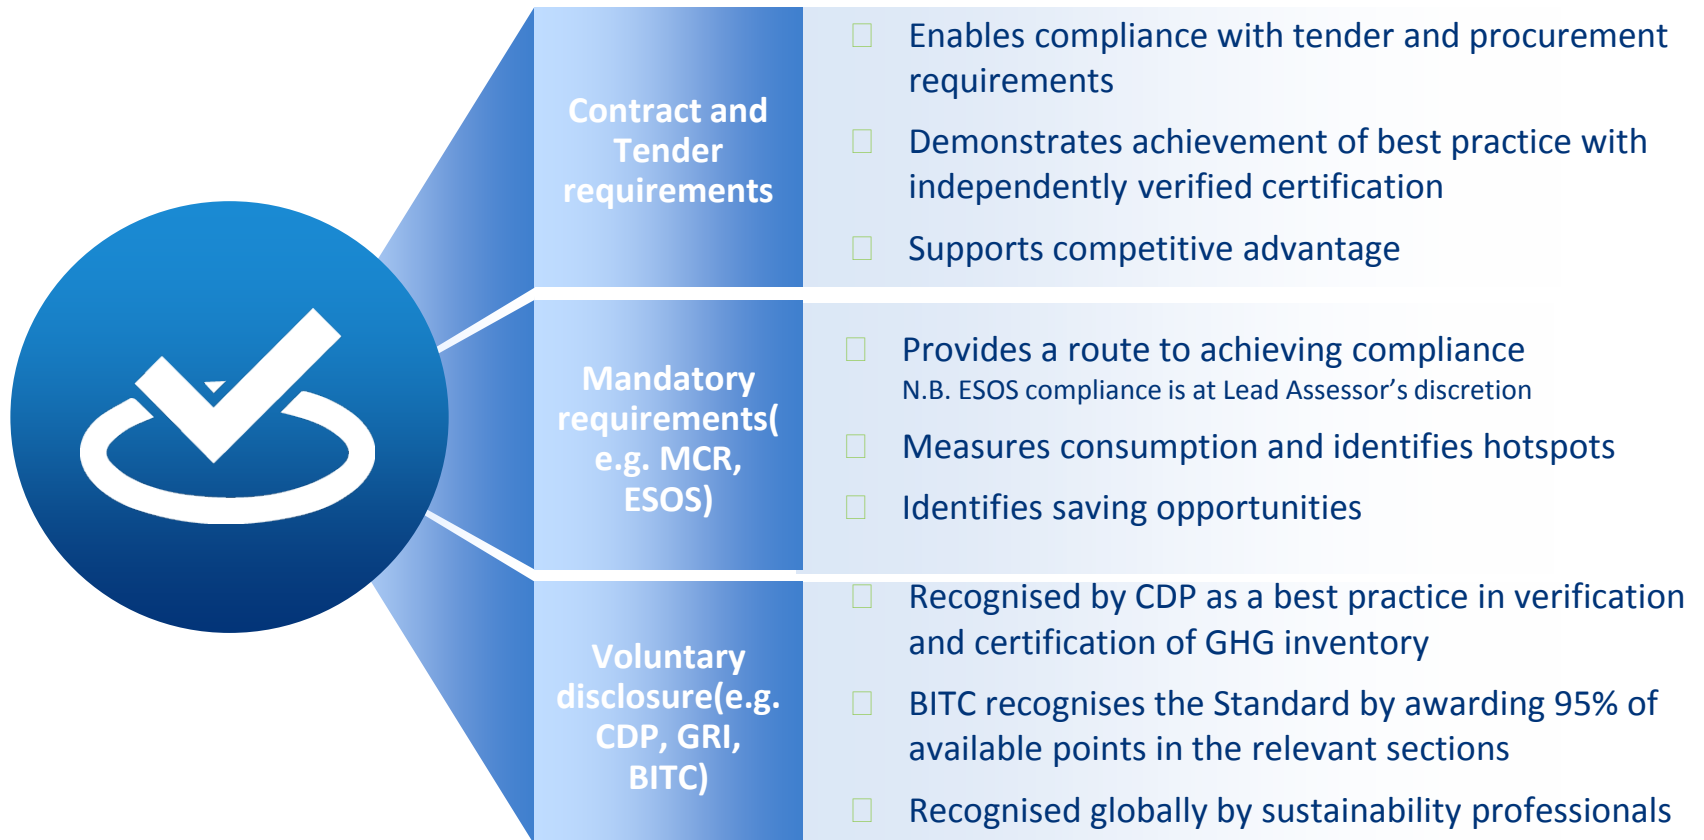 Contract and
Tender
requirements
Enables compliance with tender and procurement
requirements
Demonstrates achievement of best practice with
independently verified certification
Supports competitive advantage
Mandatory
requirements(
e.g. MCR,
ESOS)
Provides a route to achieving compliance
N.B. ESOS compliance is at Lead Assessor’s discretion
Measures consumption and identifies hotspots
Identifies saving opportunities
Voluntary
disclosure(e.g.
CDP, GRI,
BITC)
Recognised by CDP as a best practice in verification
and certification of GHG inventory
BITC recognises the Standard by awarding 95% of
available points in the relevant sections
Recognised globally by sustainability professionals